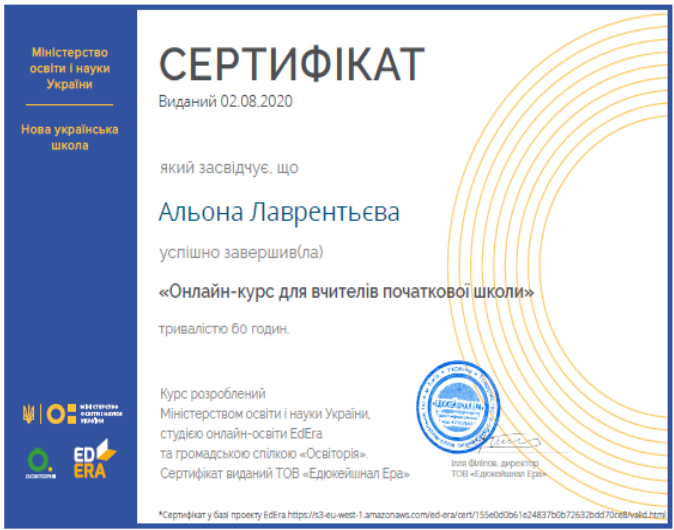 Міністерство
освіти і науки
України
Нова українська
школа
СЕРТИФІКАТ
Виданий 02.08.2020
який засвідчує, що
Альона Лаврентьєва
успішно завершив(ла)
«Онлайн-курс для вчителів початкової школи»
тривалістю 60 годин.
Курс розроблений
Міністерством освіти і науки України,
студією онлайн-освіти EdEra
та громадською спілкою «Освіторія».
Сертифікат виданий ТОВ «Едюкейшнал Ера»
МІНІСТЕРСТВО
ОСВІТИ І НАУКИ
УКРАЇНИ
ОСВІТОРІЯ
ED
ERA
«ЕДЮКЕЙШНАЛ ЕРА»
Ілля Філіпов, директор
ТОВ «Едюкейшнал Ера»
*Сертифікат у базі проекту EdEra https://s3-eu-west-1.amazonaws.com/ed-era/cert/155e0d0b61e24837b0b72632bdd70ce8/valid.html